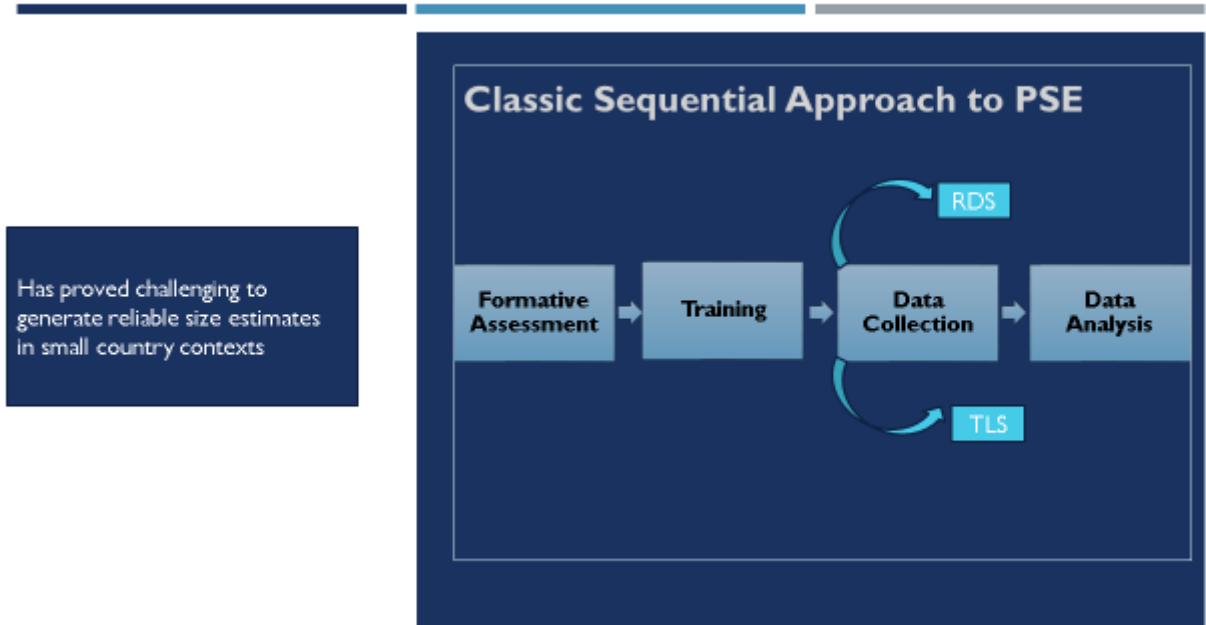 Classic Sequential Approach to PSE
Has proved challenging to
generate reliable size estimates
in small country contexts
RDS
Formative
Assessment
Training
Data
Collection
Data
Analysis
TLS